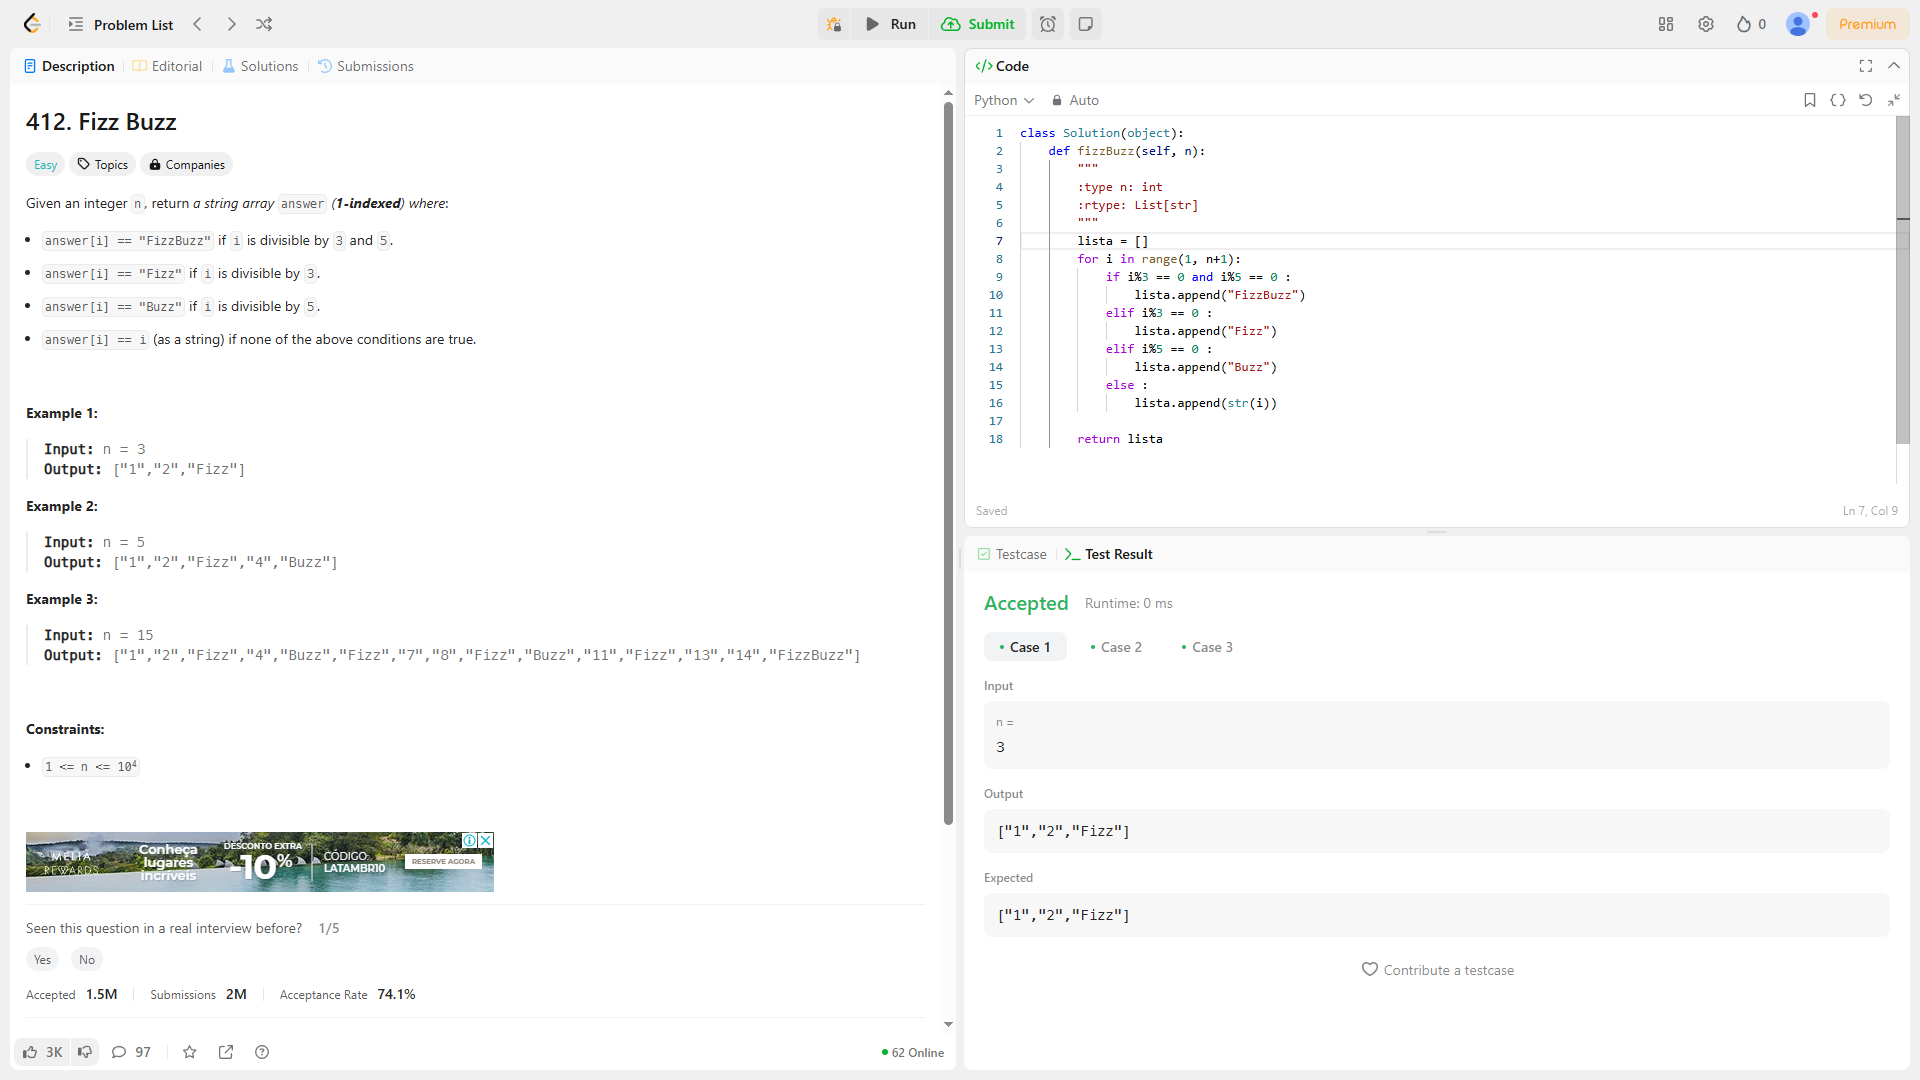 Problem List
Run
Submit
0
Premium
Description
Editorial
Solutions
Submissions
412. Fizz Buzz
Easy
Topics
Companies
Given an integer n, return a string array answer (1-indexed) where:
answer[i] == "FizzBuzz" if i is divisible by 3 and 5.
answer[i] == "Fizz" if i is divisible by 3.
answer[i] == "Buzz" if i is divisible by 5.
answer[i] == i (as a string) if none of the above conditions are true.
Example 1:
Input: n = 3
Output: ["1","2","Fizz"]
Example 2:
Input: n = 5
Output: ["1","2","Fizz","4","Buzz"]
Example 3:
Input: n = 15
Output: ["1","2","Fizz","4","Buzz","Fizz","7","8","Fizz","Buzz","11","Fizz","13","14","FizzBuzz"]
Constraints:
1 <= n <= 10⁴
MELIÁ
REWARDS
Conheça
lugares
incríveis
DESCONTO EXTRA
-10%
CÓDIGO:
LATAMBR10
RESERVE AGORA
Seen this question in a real interview before? 1/5
Yes
No
Accepted 1.5M
Submissions 2M
Acceptance Rate 74.1%
3K
97
62 Online
</> Code
Python
Auto
1 class Solution(object):
2     def fizzBuzz(self, n):
3         """
4         :type n: int
5         :rtype: List[str]
6         """
7         lista = []
8         for i in range(1, n+1):
9             if i%3 == 0 and i%5 == 0 :
10                 lista.append("FizzBuzz")
11             elif i%3 == 0 :
12                 lista.append("Fizz")
13             elif i%5 == 0 :
14                 lista.append("Buzz")
15             else :
16                 lista.append(str(i))
17
18         return lista
Saved
Ln 7, Col 9
Testcase
Test Result
Accepted
Runtime: 0 ms
Case 1
Case 2
Case 3
Input
n =
3
Output
["1","2","Fizz"]
Expected
["1","2","Fizz"]
Contribute a testcase